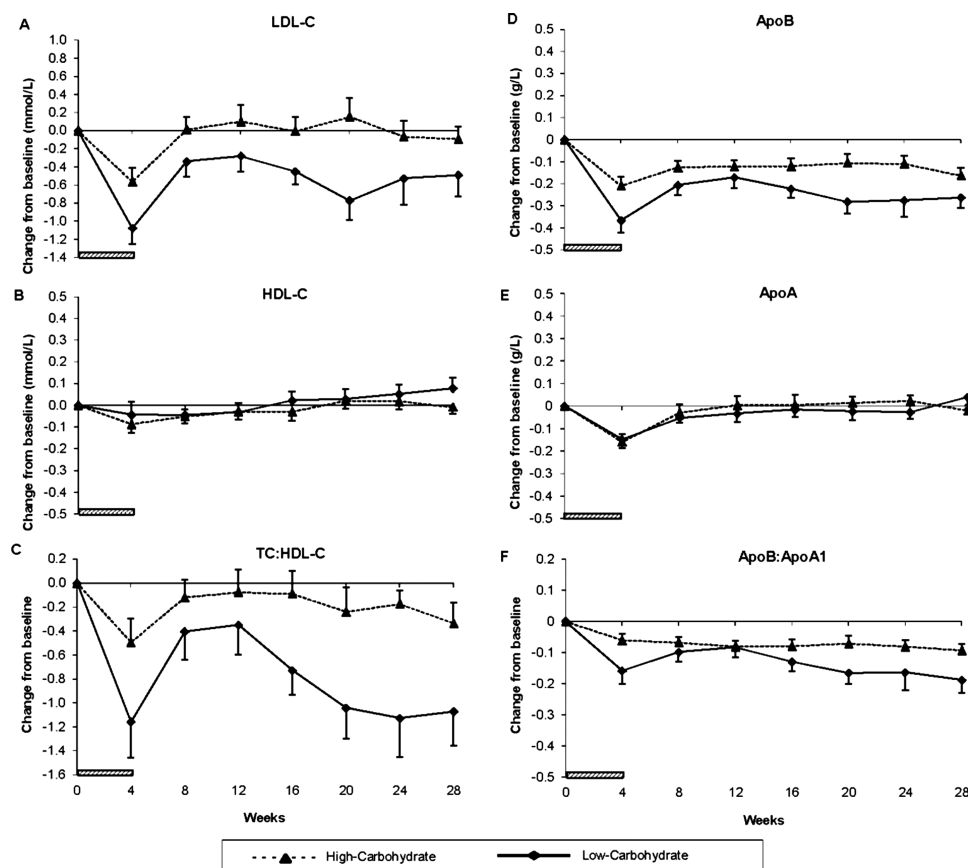 A
LDL-C
Change from baseline (mmol/L)
1.0
0.8
0.6
0.4
0.2
0.0
-0.2
-0.4
-0.6
-0.8
-1.0
-1.2
-1.4
B
HDL-C
Change from baseline (mmol/L)
0.5
0.4
0.3
0.2
0.1
0
-0.1
-0.2
-0.3
-0.4
-0.5
C
TC:HDL-C
Change from baseline
0.2
0.0
-0.2
-0.4
-0.6
-0.8
-1.0
-1.2
-1.4
-1.6
0 4 8 12 16 20 24 28
Weeks
D
ApoB
Change from baseline (g/L)
0.5
0.4
0.3
0.2
0.1
0
-0.1
-0.2
-0.3
-0.4
-0.5
E
ApoA
Change from baseline (g/L)
0.5
0.4
0.3
0.2
0.1
0
-0.1
-0.2
-0.3
-0.4
-0.5
F
ApoB:ApoA1
Change from baseline
0.2
0.1
0
-0.1
-0.2
-0.3
-0.4
-0.5
0 4 8 12 16 20 24 28
Weeks
High-Carbohydrate Low-Carbohydrate